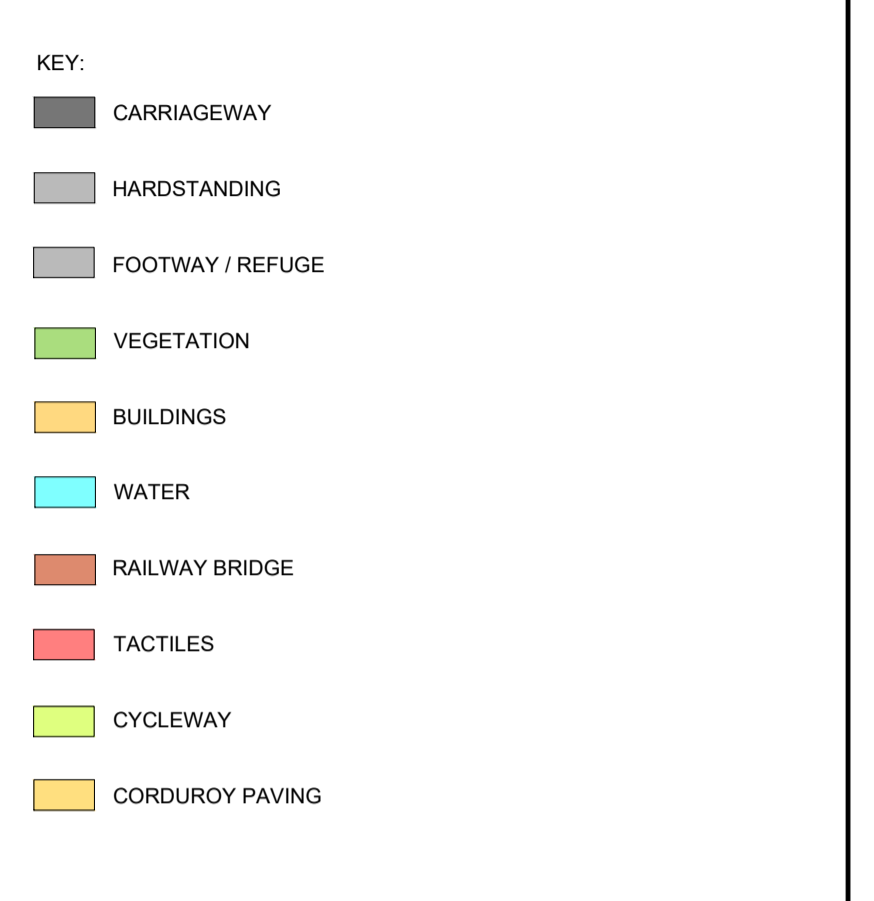 KEY:
CARRIAGEWAY
HARDSTANDING
FOOTWAY / REFUGE
VEGETATION
BUILDINGS
WATER
RAILWAY BRIDGE
TACTILES
CYCLEWAY
CORDUROY PAVING